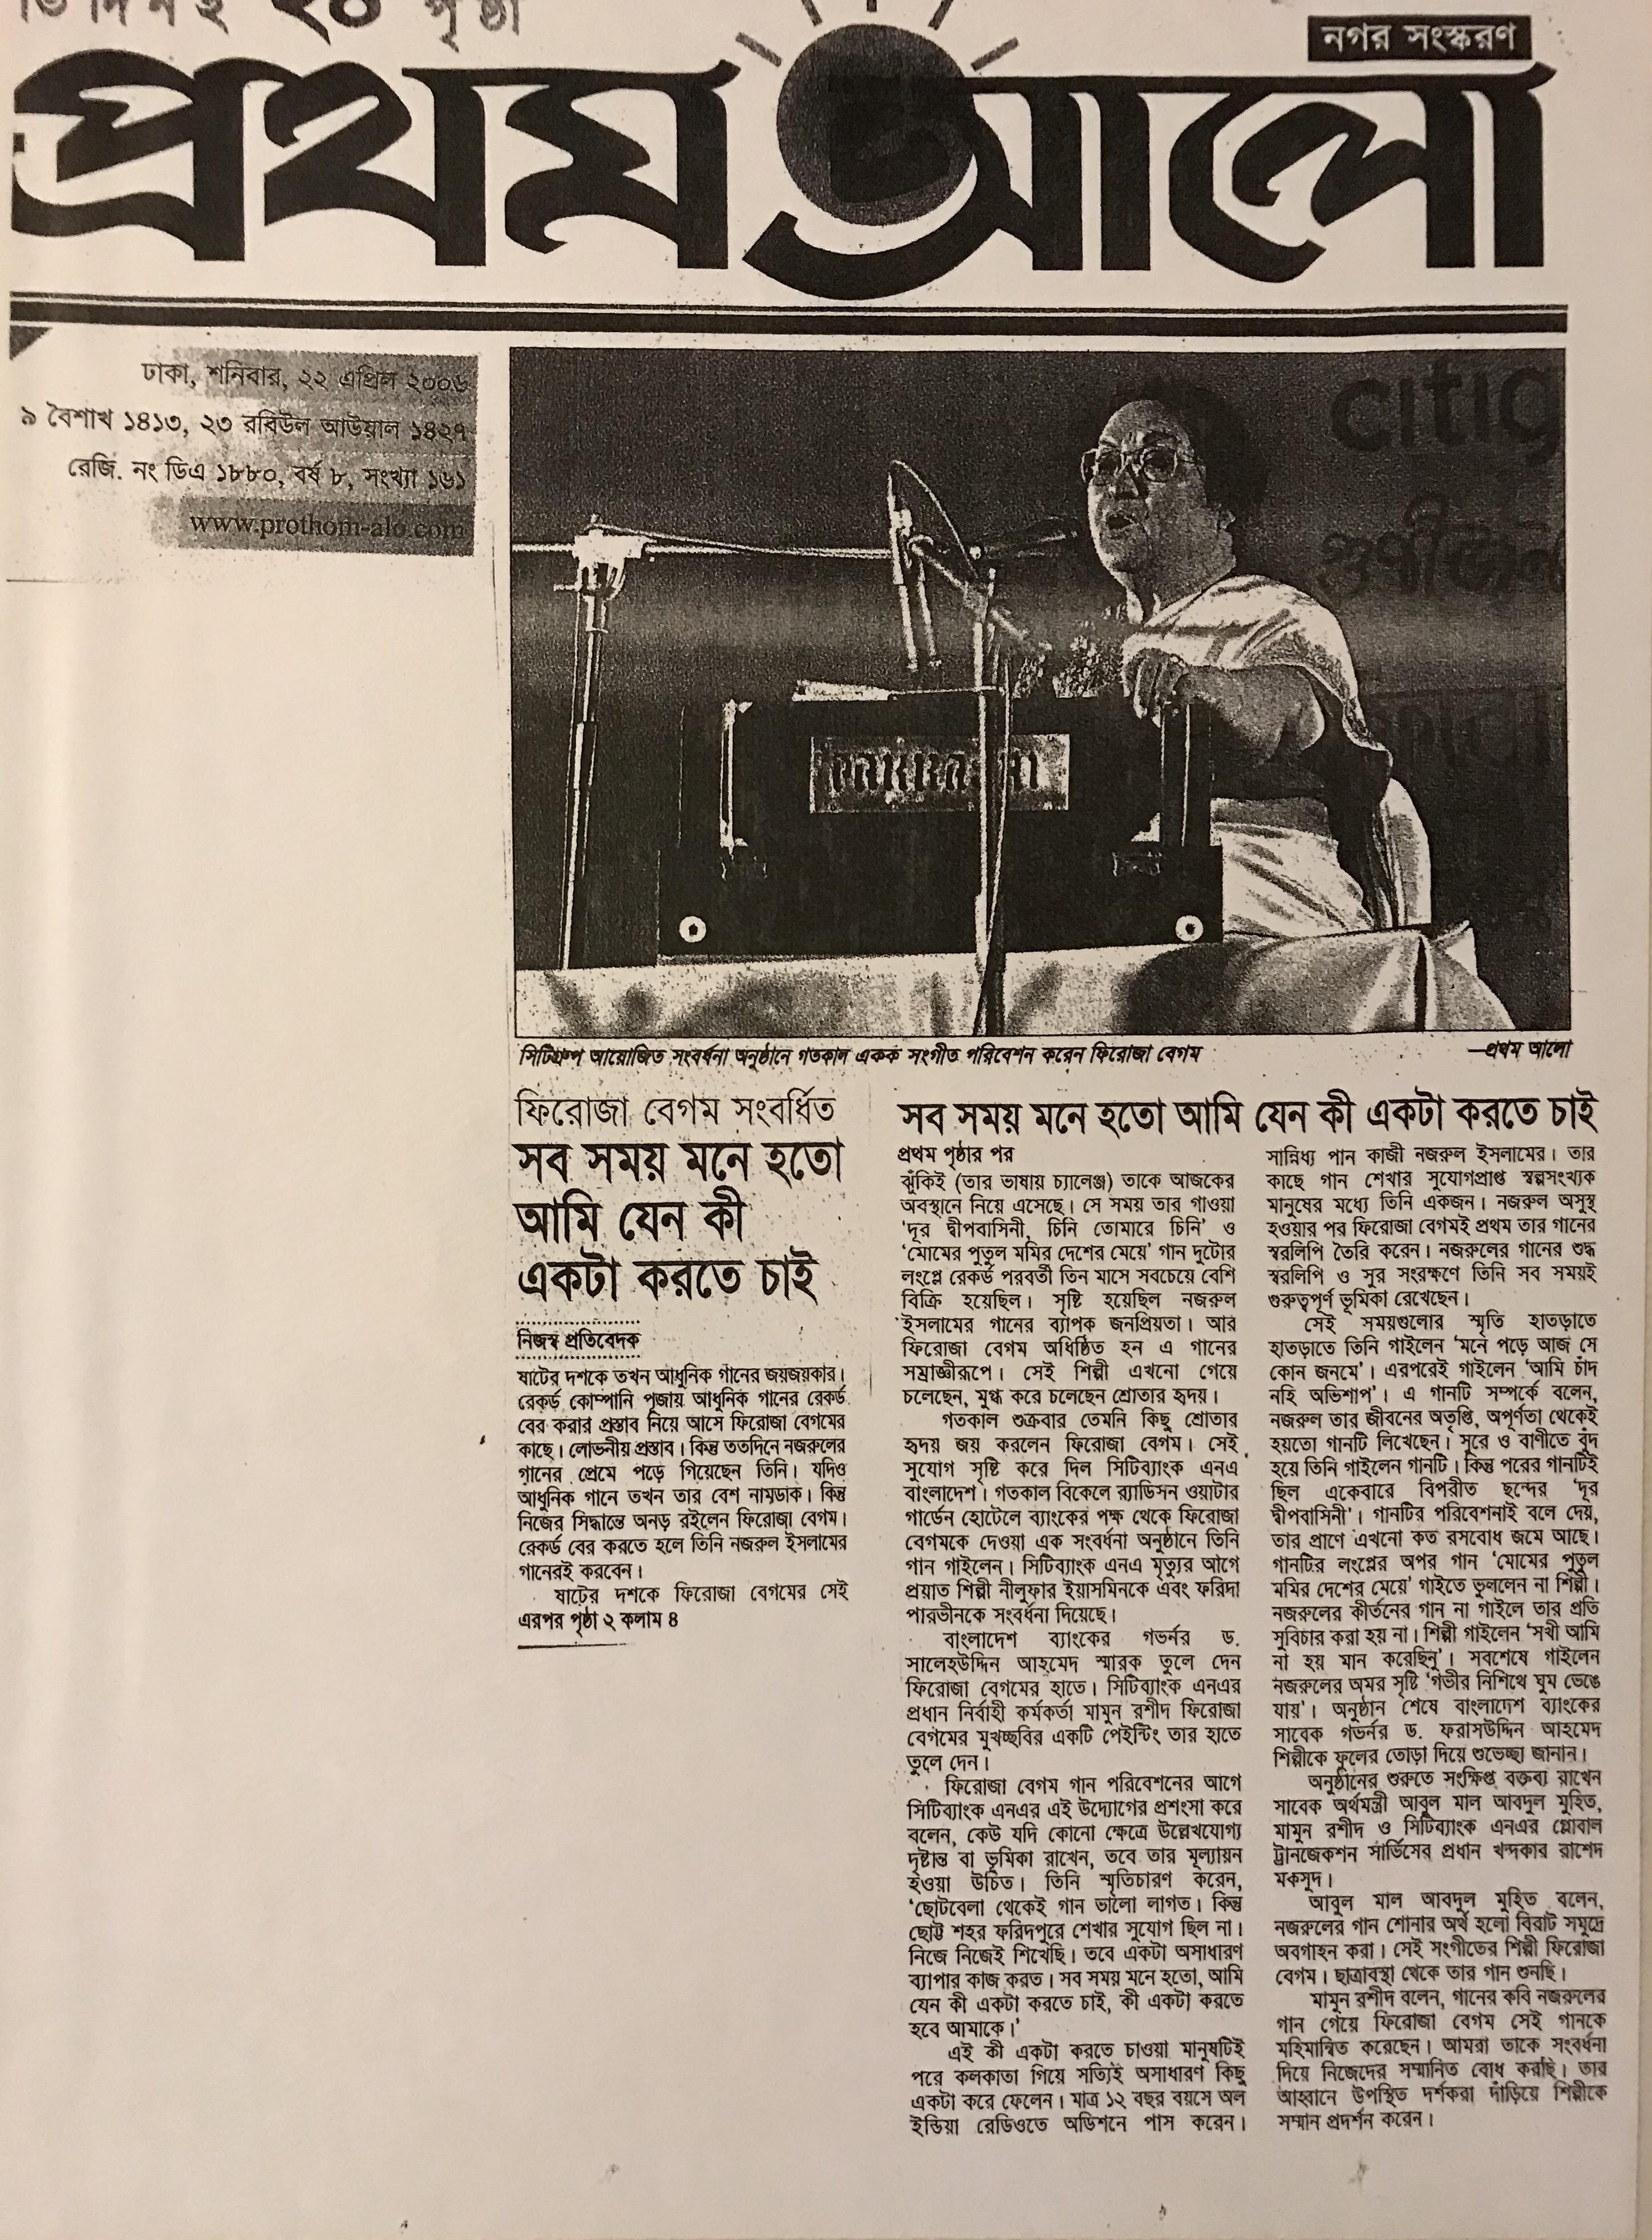 ২০ পৃষ্ঠা
নগর সংস্করণ
প্রথম আলো
ঢাকা, শনিবার, ২২ এপ্রিল ২০০৬
৯ বৈশাখ ১৪১৩, ২৩ রবিউল আউয়াল ১৪২৭
রেজি. নং ডিএ ১৮৮০, বর্ষ ৮, সংখ্যা ১৬১
www.prothom-alo.com
citig
গুণীজন
সিটিগ্রুপ আয়োজিত সংবর্ধনা অনুষ্ঠানে গতকাল একক সংগীত পরিবেশন করেন ফিরোজা বেগম —প্রথম আলো
ফিরোজা বেগম সংবর্ধিত
সব সময় মনে হতো
আমি যেন কী
একটা করতে চাই
নিজস্ব প্রতিবেদক
ষাটের দশকে তখন আধুনিক গানের জয়জয়কার।
রেকর্ড কোম্পানি পূজায় আধুনিক গানের রেকর্ড
বের করার প্রস্তাব নিয়ে আসে ফিরোজা বেগমের
কাছে। লোভনীয় প্রস্তাব। কিন্তু ততদিনে নজরুলের
গানের প্রেমে পড়ে গিয়েছেন তিনি। যদিও
আধুনিক গানে তখন তার বেশ নামডাক। কিন্তু
নিজের সিদ্ধান্তে অনড় রইলেন ফিরোজা বেগম।
রেকর্ড বের করতে হলে তিনি নজরুল ইসলামের
গানেরই করবেন।
ষাটের দশকে ফিরোজা বেগমের সেই
এরপর পৃষ্ঠা ২ কলাম ৪
সব সময় মনে হতো আমি যেন কী একটা করতে চাই
প্রথম পৃষ্ঠার পর
ঝুঁকিই (তার ভাষায় চ্যালেঞ্জ) তাকে আজকের
অবস্থানে নিয়ে এসেছে। সে সময় তার গাওয়া
‘দূর দ্বীপবাসিনী, চিনি তোমারে চিনি’ ও
‘মোমের পুতুল মমির দেশের মেয়ে’ গান দুটোর
লংপ্লে রেকর্ড পরবর্তী তিন মাসে সবচেয়ে বেশি
বিক্রি হয়েছিল। সৃষ্টি হয়েছিল নজরুল
ইসলামের গানের ব্যাপক জনপ্রিয়তা। আর
ফিরোজা বেগম অধিষ্ঠিত হন এ গানের
সম্রাজ্ঞীরূপে। সেই শিল্পী এখনো গেয়ে
চলেছেন, মুগ্ধ করে চলেছেন শ্রোতার হৃদয়।
গতকাল শুক্রবার তেমনি কিছু শ্রোতার
হৃদয় জয় করলেন ফিরোজা বেগম। সেই
সুযোগ সৃষ্টি করে দিল সিটিব্যাংক এনএ
বাংলাদেশ। গতকাল বিকেলে র‍্যাডিসন ওয়াটার
গার্ডেন হোটেলে ব্যাংকের পক্ষ থেকে ফিরোজা
বেগমকে দেওয়া এক সংবর্ধনা অনুষ্ঠানে তিনি
গান গাইলেন। সিটিব্যাংক এনএ মৃত্যুর আগে
প্রয়াত শিল্পী নীলুফার ইয়াসমিনকে এবং ফরিদা
পারভীনকে সংবর্ধনা দিয়েছে।
বাংলাদেশ ব্যাংকের গভর্নর ড.
সালেহউদ্দিন আহমেদ স্মারক তুলে দেন
ফিরোজা বেগমের হাতে। সিটিব্যাংক এনএর
প্রধান নির্বাহী কর্মকর্তা মামুন রশীদ ফিরোজা
বেগমের মুখচ্ছবির একটি পেইন্টিং তার হাতে
তুলে দেন।
ফিরোজা বেগম গান পরিবেশনের আগে
সিটিব্যাংক এনএর এই উদ্যোগের প্রশংসা করে
বলেন, কেউ যদি কোনো ক্ষেত্রে উল্লেখযোগ্য
দৃষ্টান্ত বা ভূমিকা রাখেন, তবে তার মূল্যায়ন
হওয়া উচিত। তিনি স্মৃতিচারণ করেন,
‘ছোটবেলা থেকেই গান ভালো লাগত। কিন্তু
ছোট্ট শহর ফরিদপুরে শেখার সুযোগ ছিল না।
নিজে নিজেই শিখেছি। তবে একটা অসাধারণ
ব্যাপার কাজ করত। সব সময় মনে হতো, আমি
যেন কী একটা করতে চাই, কী একটা করতে
হবে আমাকে।’
এই কী একটা করতে চাওয়া মানুষটিই
পরে কলকাতা গিয়ে সত্যিই অসাধারণ কিছু
একটা করে ফেলেন। মাত্র ১২ বছর বয়সে অল
ইন্ডিয়া রেডিওতে অডিশনে পাস করেন।
সান্নিধ্য পান কাজী নজরুল ইসলামের। তার
কাছে গান শেখার সুযোগপ্রাপ্ত স্বল্পসংখ্যক
মানুষের মধ্যে তিনি একজন। নজরুল অসুস্থ
হওয়ার পর ফিরোজা বেগমই প্রথম তার গানের
স্বরলিপি তৈরি করেন। নজরুলের গানের শুদ্ধ
স্বরলিপি ও সুর সংরক্ষণে তিনি সব সময়ই
গুরুত্বপূর্ণ ভূমিকা রেখেছেন।
সেই সময়গুলোর স্মৃতি হাতড়াতে
হাতড়াতে তিনি গাইলেন ‘মনে পড়ে আজ সে
কোন জনমে’। এরপরেই গাইলেন ‘আমি চাঁদ
নহি অভিশাপ’। এ গানটি সম্পর্কে বলেন,
নজরুল তার জীবনের অতৃপ্তি, অপূর্ণতা থেকেই
হয়তো গানটি লিখেছেন। সুরে ও বাণীতে বুঁদ
হয়ে তিনি গাইলেন গানটি। কিন্তু পরের গানটিই
ছিল একেবারে বিপরীত ছন্দের ‘দূর
দ্বীপবাসিনী’। গানটির পরিবেশনাই বলে দেয়,
তার প্রাণে এখনো কত রসবোধ জমে আছে।
গানটির লংপ্লের অপর গান ‘মোমের পুতুল
মমির দেশের মেয়ে’ গাইতে ভুললেন না শিল্পী।
নজরুলের কীর্তনের গান না গাইলে তার প্রতি
সুবিচার করা হয় না। শিল্পী গাইলেন ‘সখী আমি
না হয় মান করেছিনু’। সবশেষে গাইলেন
নজরুলের অমর সৃষ্টি ‘গভীর নিশিথে ঘুম ভেঙে
যায়’। অনুষ্ঠান শেষে বাংলাদেশ ব্যাংকের
সাবেক গভর্নর ড. ফরাসউদ্দিন আহমেদ
শিল্পীকে ফুলের তোড়া দিয়ে শুভেচ্ছা জানান।
অনুষ্ঠানের শুরুতে সংক্ষিপ্ত বক্তব্য রাখেন
সাবেক অর্থমন্ত্রী আবুল মাল আবদুল মুহিত,
মামুন রশীদ ও সিটিব্যাংক এনএর গ্লোবাল
ট্রানজেকশন সার্ভিসের প্রধান খন্দকার রাশেদ
মকসুদ।
আবুল মাল আবদুল মুহিত বলেন,
নজরুলের গান শোনার অর্থ হলো বিরাট সমুদ্রে
অবগাহন করা। সেই সংগীতের শিল্পী ফিরোজা
বেগম। ছাত্রাবস্থা থেকে তার গান শুনছি।
মামুন রশীদ বলেন, গানের কবি নজরুলের
গান গেয়ে ফিরোজা বেগম সেই গানকে
মহিমান্বিত করেছেন। আমরা তাকে সংবর্ধনা
দিয়ে নিজেদের সম্মানিত বোধ করছি। তার
আহ্বানে উপস্থিত দর্শকরা দাঁড়িয়ে শিল্পীকে
সম্মান প্রদর্শন করেন।